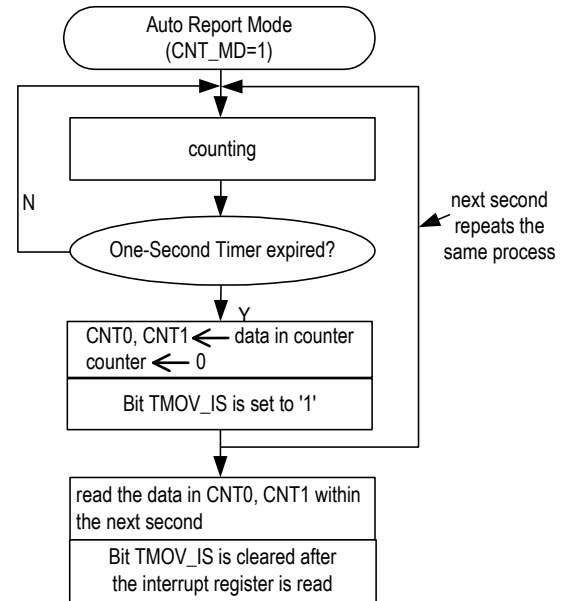 Auto Report Mode
(CNT_MD=1)
counting
N
next second
repeats the
same process
One-Second Timer expired?
Y
CNT0, CNT1 ← data in counter
counter ← 0
Bit TMOV_IS is set to '1'
read the data in CNT0, CNT1 within
the next second
Bit TMOV_IS is cleared after
the interrupt register is read